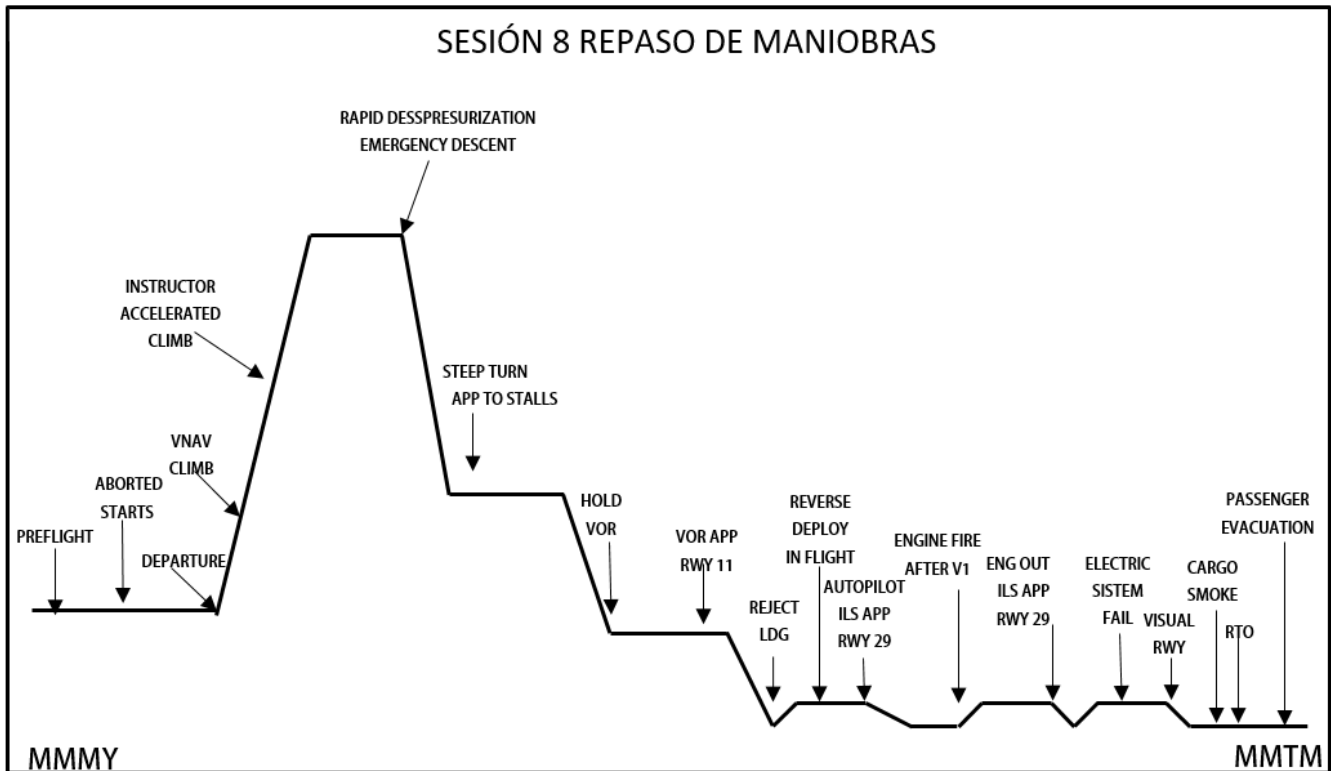 SESIÓN 8 REPASO DE MANIOBRAS
RAPID DESSPRESURIZATION
EMERGENCY DESCENT
INSTRUCTOR
ACCELERATED
CLIMB
STEEP TURN
APP TO STALLS
VNAV
CLIMB
ABORTED
STARTS
PREFLIGHT
DEPARTURE
HOLD
VOR
VOR APP
RWY 11
REJECT
LDG
REVERSE
DEPLOY
IN FLIGHT
AUTOPILOT
ILS APP
RWY 29
ENGINE FIRE
AFTER V1
ENG OUT
ILS APP
RWY 29
ELECTRIC
SISTEM
FAIL
VISUAL
RWY
CARGO
SMOKE
RTO
PASSENGER
EVACUATION
MMMY
MMTM